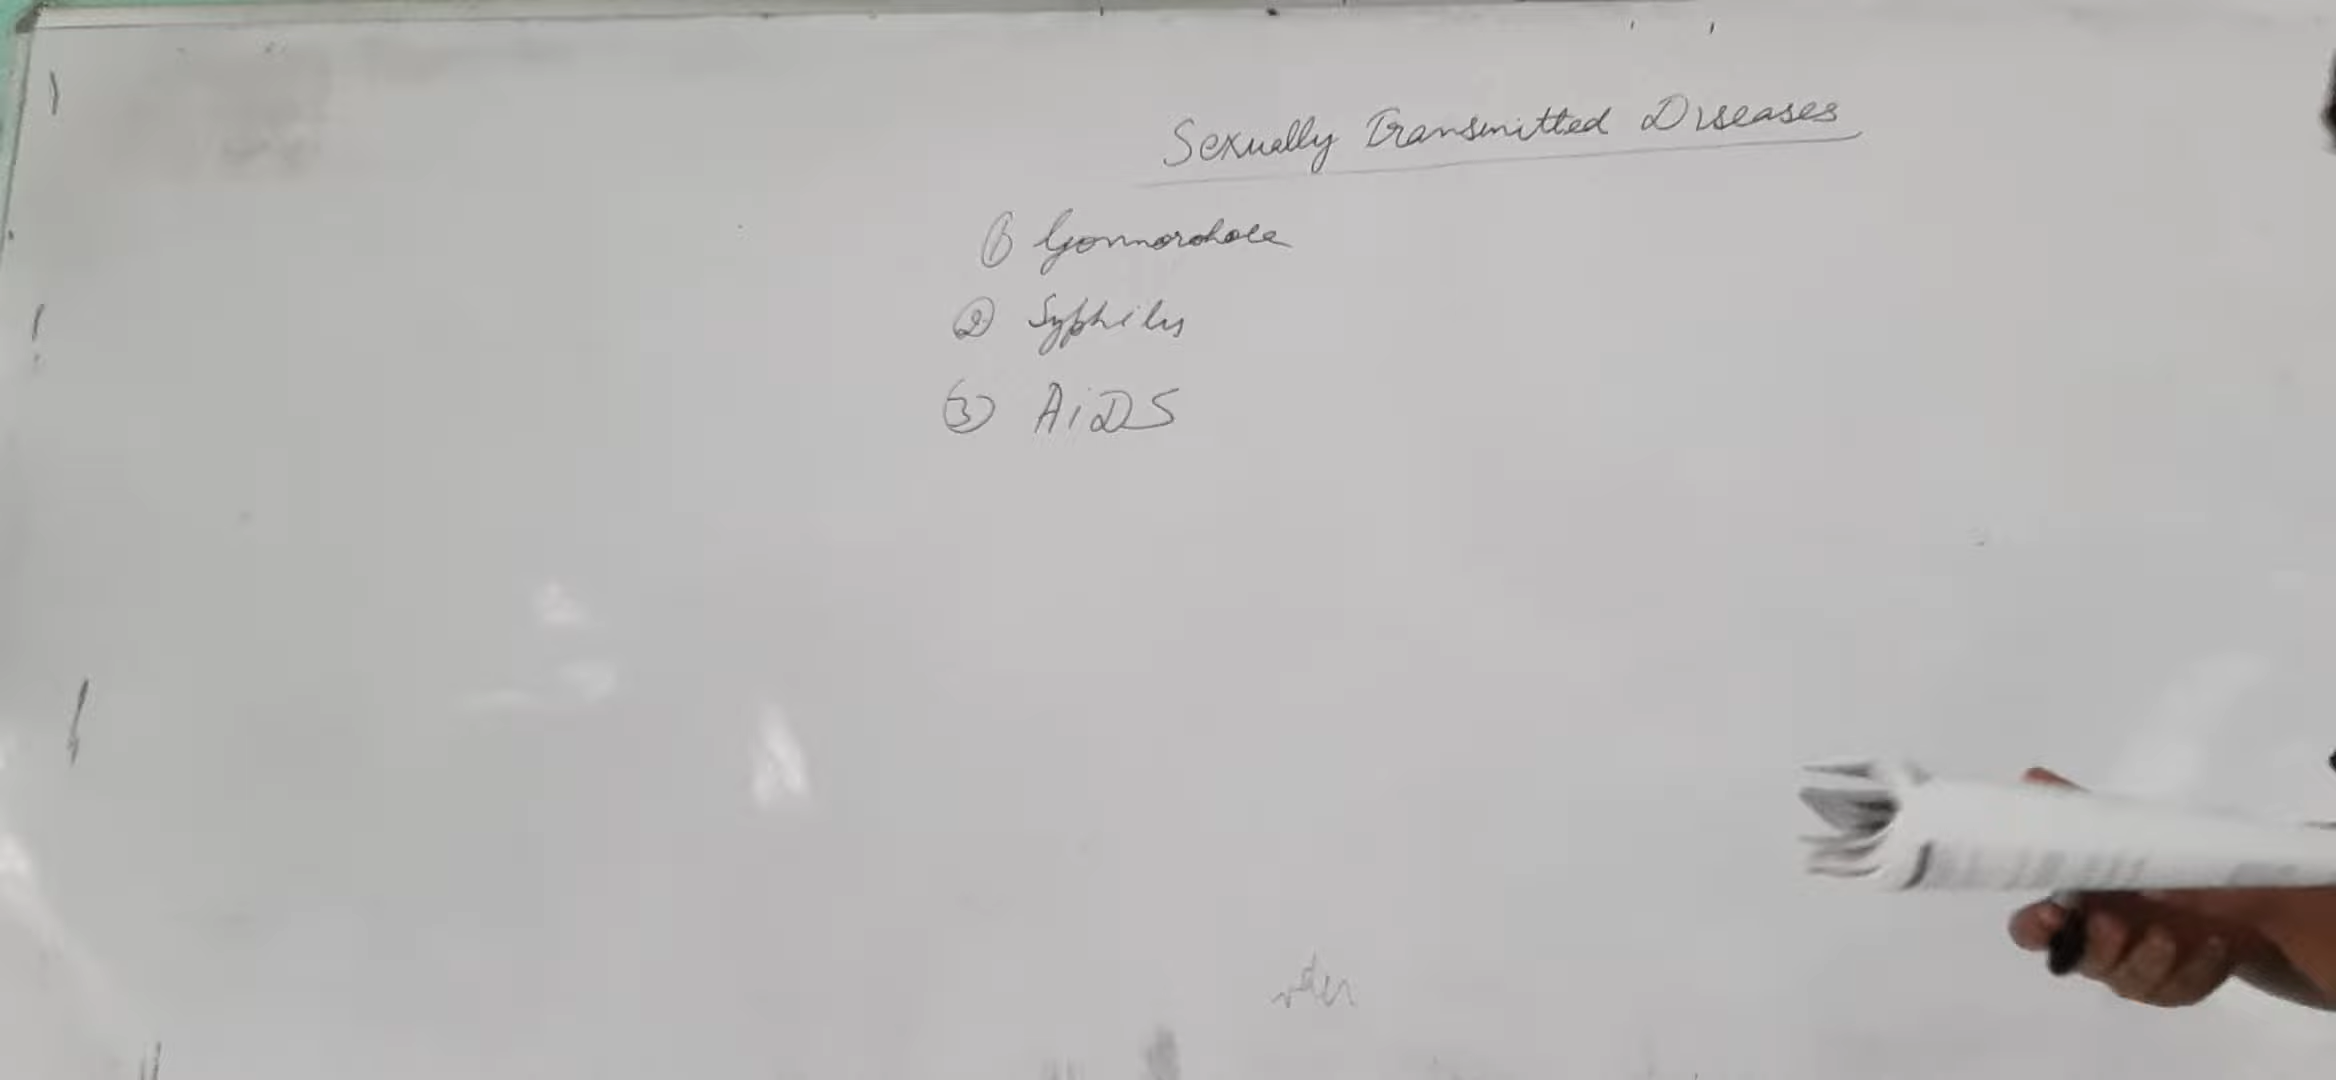 Sexually Transmitted Diseases
① Gonnorohoea
② Syphilis
③ AiDS